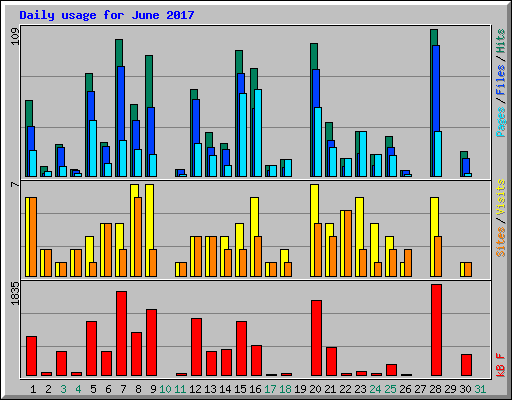 Daily usage for June 2017
109
Pages / Files / Hits
7
Sites / Visits
1835
kB F
1 2 3 4 5 6 7 8 9 10 11 12 13 14 15 16 17 18 19 20 21 22 23 24 25 26 27 28 29 30 31